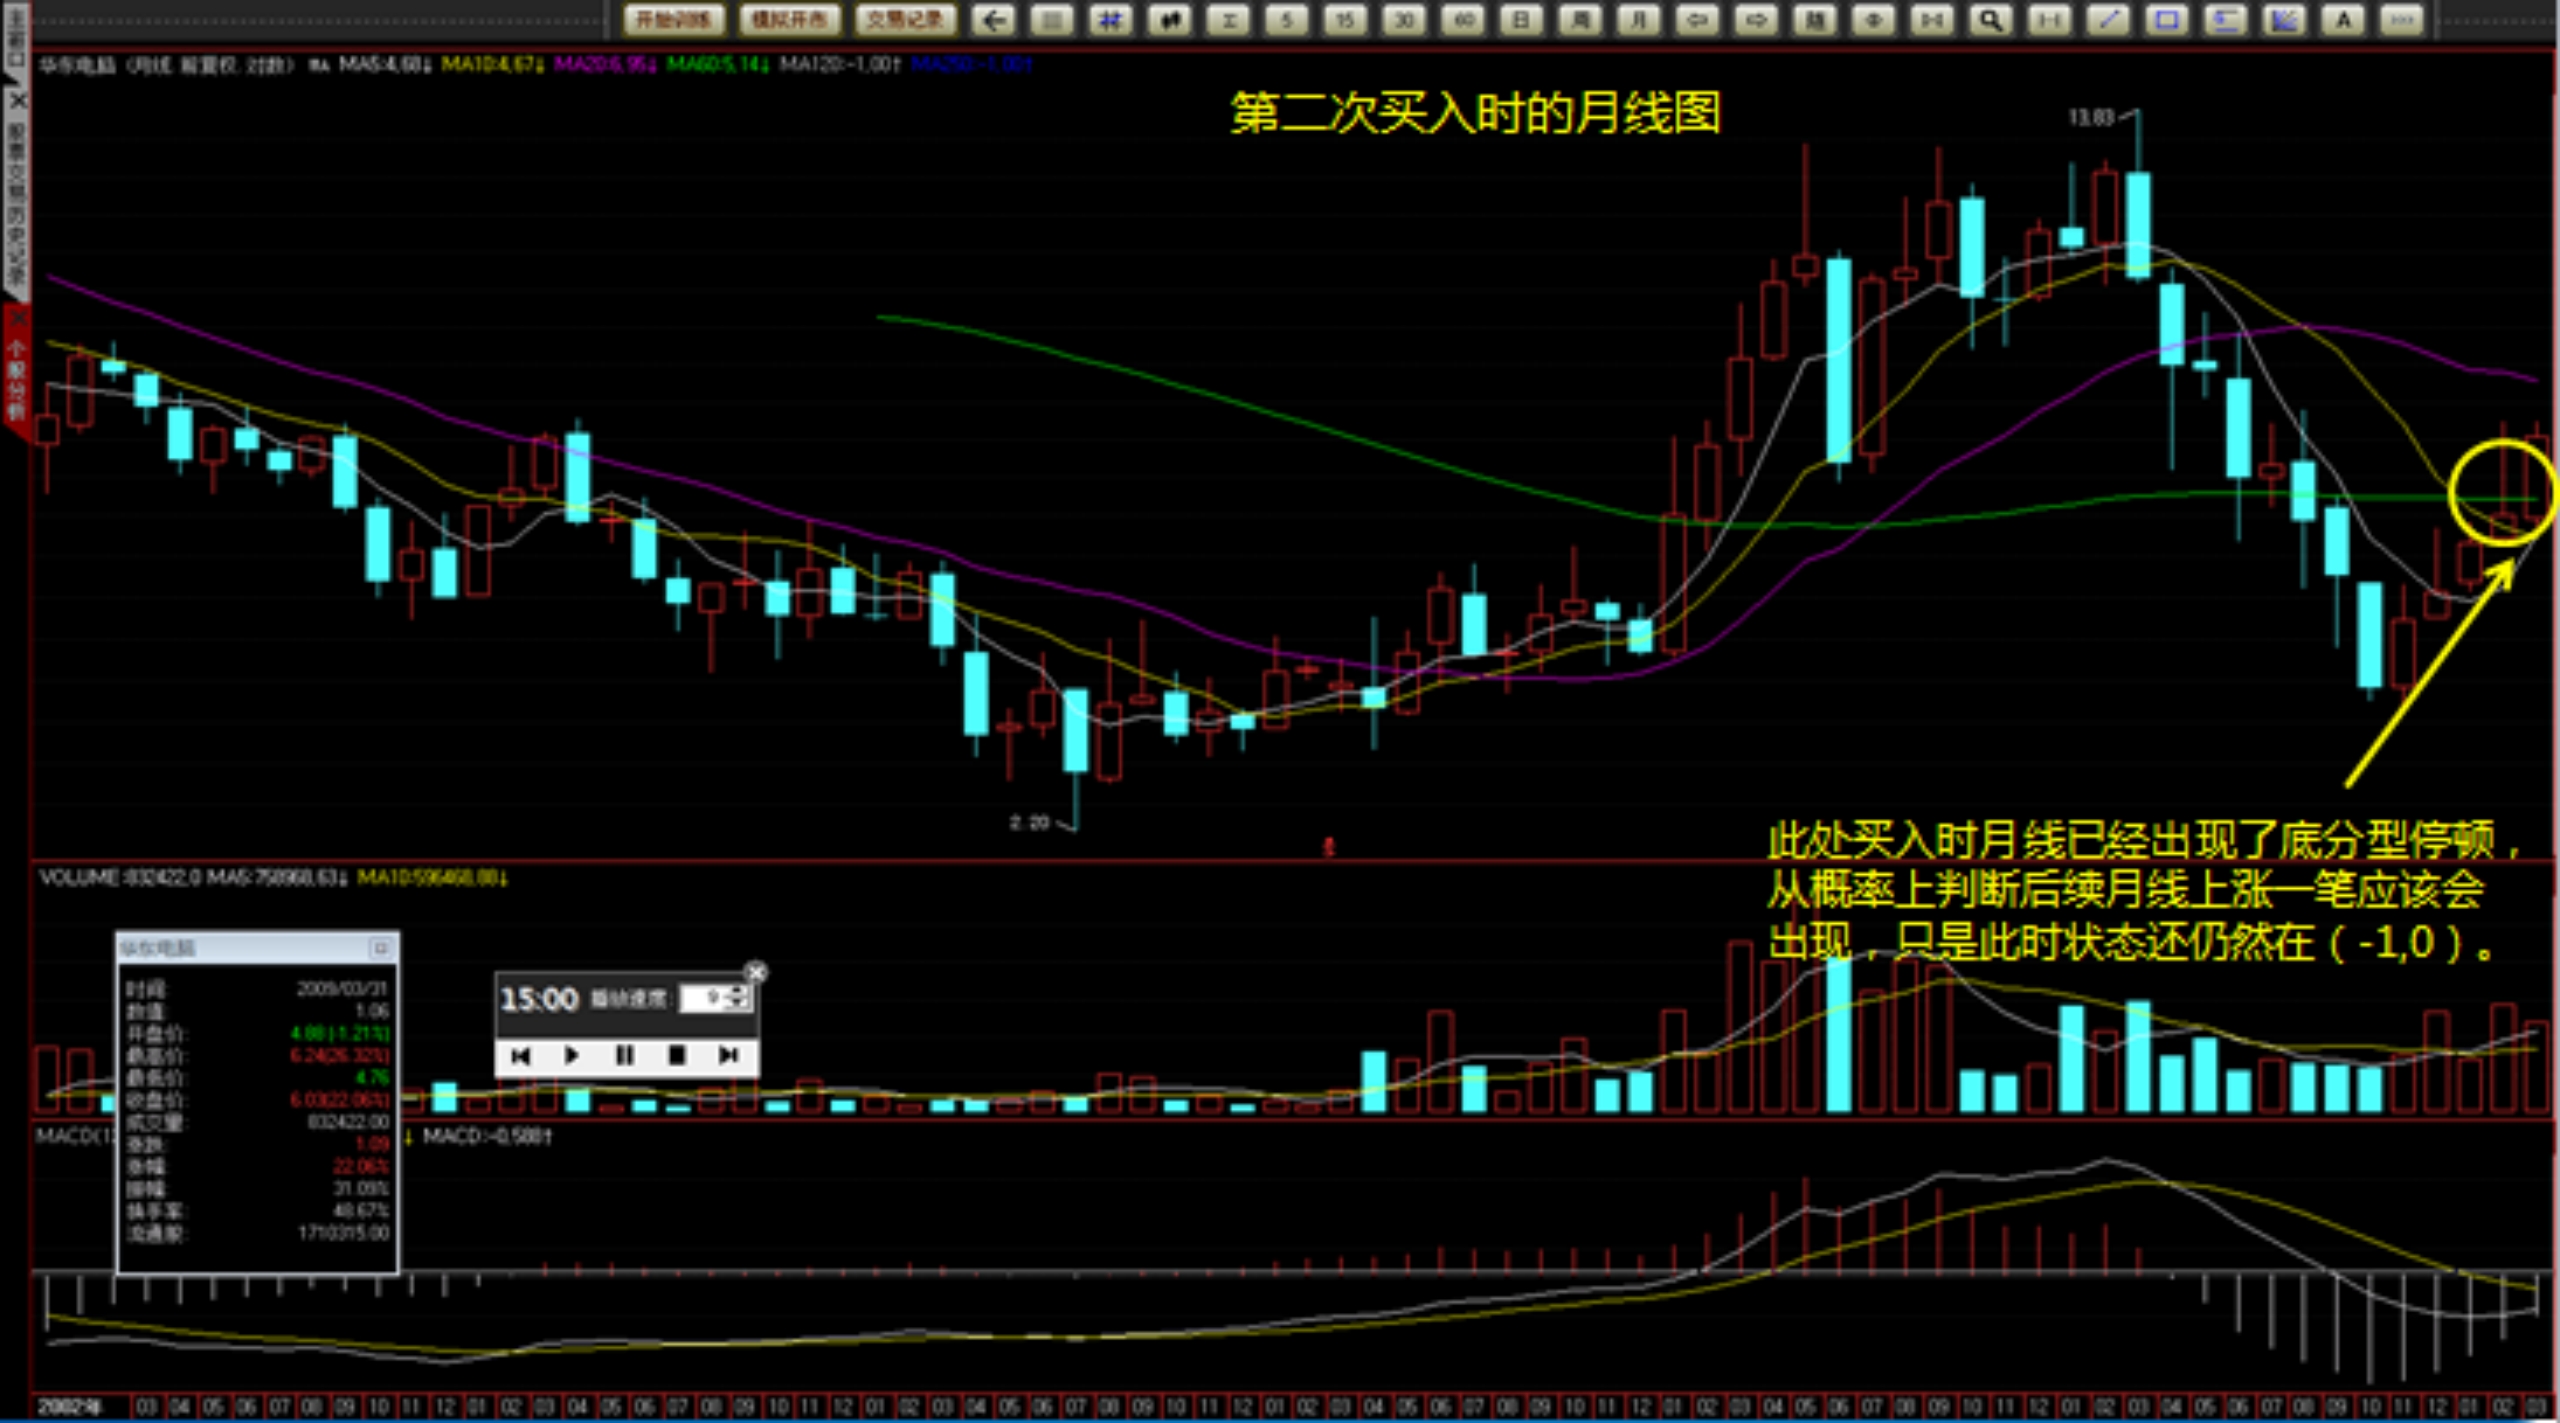 开始训练 模拟开市 交易记录 5 15 30 60 日 周 月 随 A
华东电脑 (月线 前复权 对数) MA MA5:4.68↓ MA10:4.67↓ MA20:6.95↓ MA60:5.14↓ MA120:-1.00↑ MA250:-1.00↑
第二次买入时的月线图
13.83
个股分析
2.20
此处买入时月线已经出现了底分型停顿，
从概率上判断后续月线上涨一笔应该会
出现，只是此时状态还仍然在（-1,0）。
VOLUME:832422.0 MA5:758968.63↓ MA10:596468.88↓
华东电脑
时间: 2009/03/31
数值: 1.06
开盘价: 4.88(-1.21%)
最高价: 6.24(26.32%)
最低价: 4.76
收盘价: 6.03(22.06%)
成交量: 832422.00
涨跌: 1.09
涨幅: 22.06%
振幅: 31.09%
换手率: 48.67%
流通股: 1710315.00
15:00 播放速度: 9
MACD:-0.588↑
2002年 03 04 05 06 07 08 09 10 11 12 01 02 03 04 05 06 07 08 09 10 11 12 01 02 03 04 05 06 07 08 09 10 11 12 01 02 03 04 05 06 07 08 09 10 11 12 01 02 03 04 05 06 07 08 09 10 11 12 01 02 03 04 05 06 07 08 09 10 11 12 01 02 03